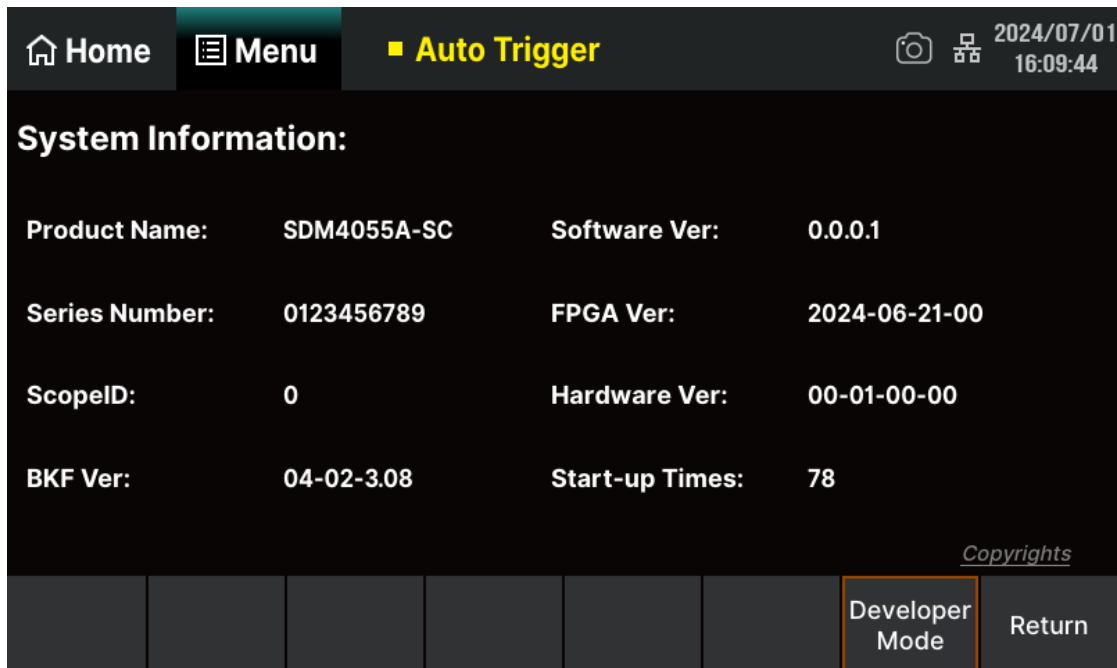 Home Menu Auto Trigger 2024/07/01
16:09:44
System Information:
Product Name: SDM4055A-SC Software Ver: 0.0.0.1
Series Number: 0123456789 FPGA Ver: 2024-06-21-00
ScopeID: 0 Hardware Ver: 00-01-00-00
BKF Ver: 04-02-3.08 Start-up Times: 78
Copyrights
Developer
Mode
Return